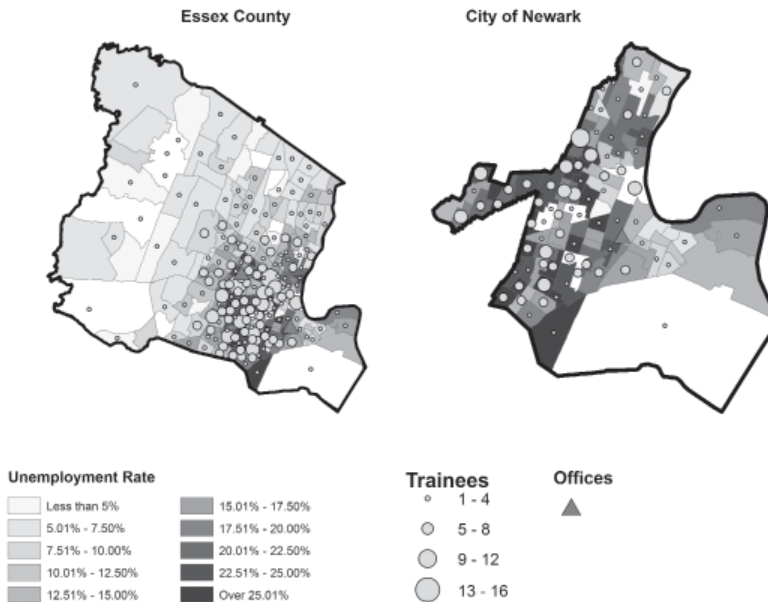 Essex County
City of Newark
Unemployment Rate
Less than 5%
5.01% - 7.50%
7.51% - 10.00%
10.01% - 12.50%
12.51% - 15.00%
15.01% - 17.50%
17.51% - 20.00%
20.01% - 22.50%
22.51% - 25.00%
Over 25.01%
Trainees
1 - 4
5 - 8
9 - 12
13 - 16
Offices